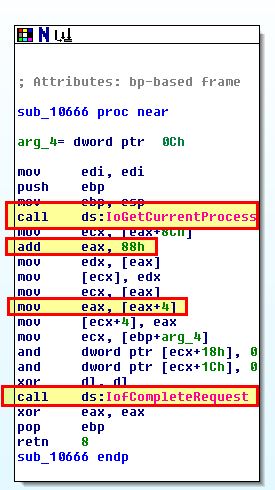 ; Attributes: bp-based frame
sub_10666 proc near
arg_4= dword ptr 0Ch
mov edi, edi
push ebp
mov ebp, esp
call ds:IoGetCurrentProcess
mov ecx, [eax+8Ch]
add eax, 88h
mov edx, [eax]
mov [ecx], edx
mov ecx, [eax]
mov eax, [eax+4]
mov [ecx+4], eax
mov ecx, [ebp+arg_4]
and dword ptr [ecx+18h], 0
and dword ptr [ecx+1Ch], 0
xor dl, dl
call ds:IofCompleteRequest
xor eax, eax
pop ebp
retn 8
sub_10666 endp